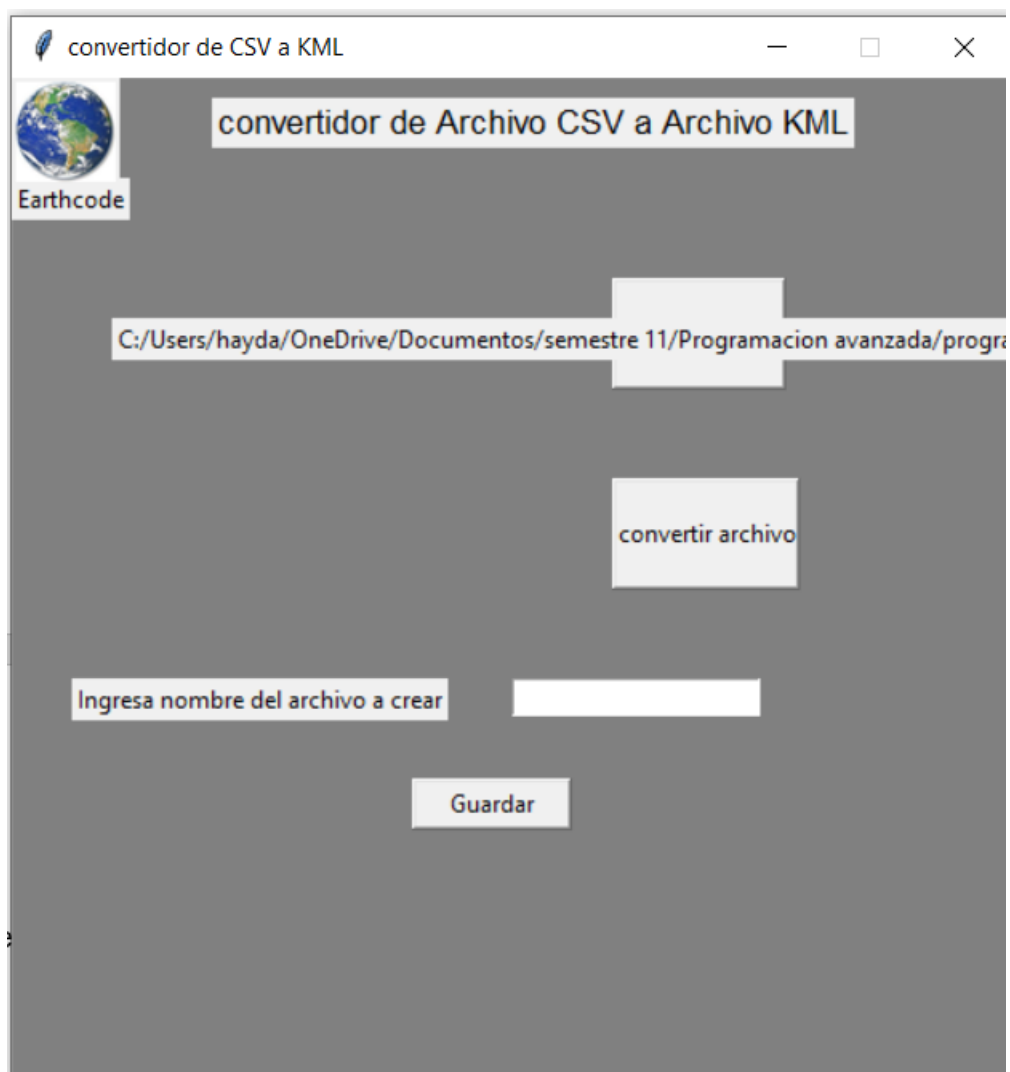 convertidor de CSV a KML
convertidor de Archivo CSV a Archivo KML
Earthcode
C:/Users/hayda/OneDrive/Documentos/semestre 11/Programacion avanzada/progra
convertir archivo
Ingresa nombre del archivo a crear
Guardar